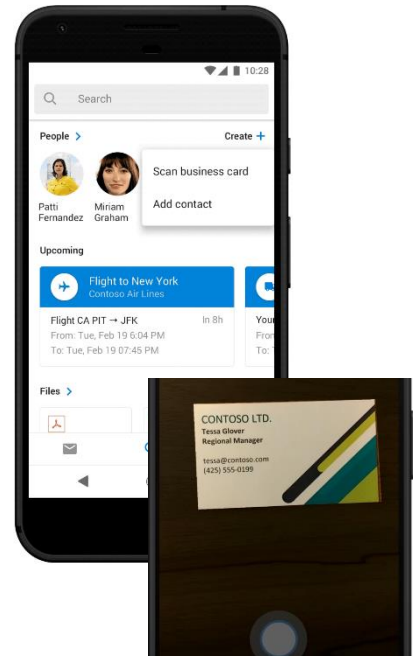 10:28
Search
People >
Create +
Scan business card
Add contact
Patti
Fernandez
Miriam
Graham
Upcoming
Flight to New York
Contoso Air Lines
Flight CA PIT → JFK
In 8h
From: Tue, Feb 19 6:04 PM
To: Tue, Feb 19 07:45 PM
Files >
CONTOSO LTD.
Tessa Glover
Regional Manager
tessa@contoso.com
(425) 555-0199